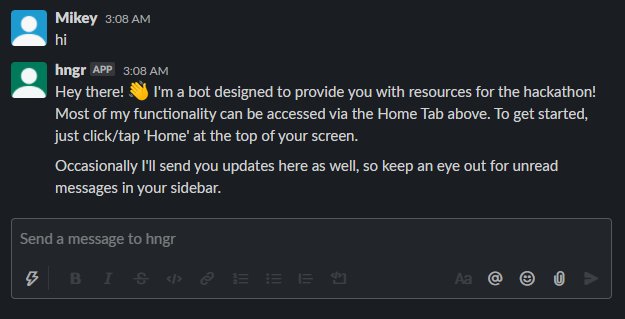 Mikey 3:08 AM
hi
hngr APP 3:08 AM
Hey there! 👋 I'm a bot designed to provide you with resources for the hackathon!
Most of my functionality can be accessed via the Home Tab above. To get started,
just click/tap 'Home' at the top of your screen.
Occasionally I'll send you updates here as well, so keep an eye out for unread
messages in your sidebar.
Send a message to hngr
B I S Aa @